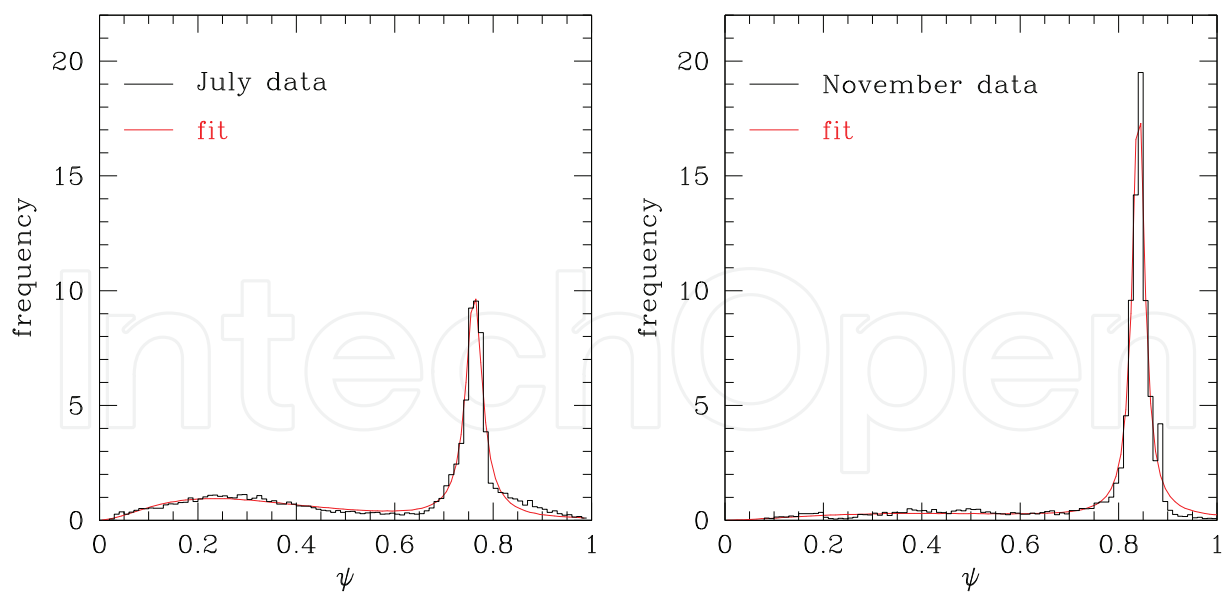 20
15
10
5
0
frequency
July data
fit
0 0.2 0.4 0.6 0.8 1
ψ
20
15
10
5
0
frequency
November data
fit
0 0.2 0.4 0.6 0.8 1
ψ
IntechOpen